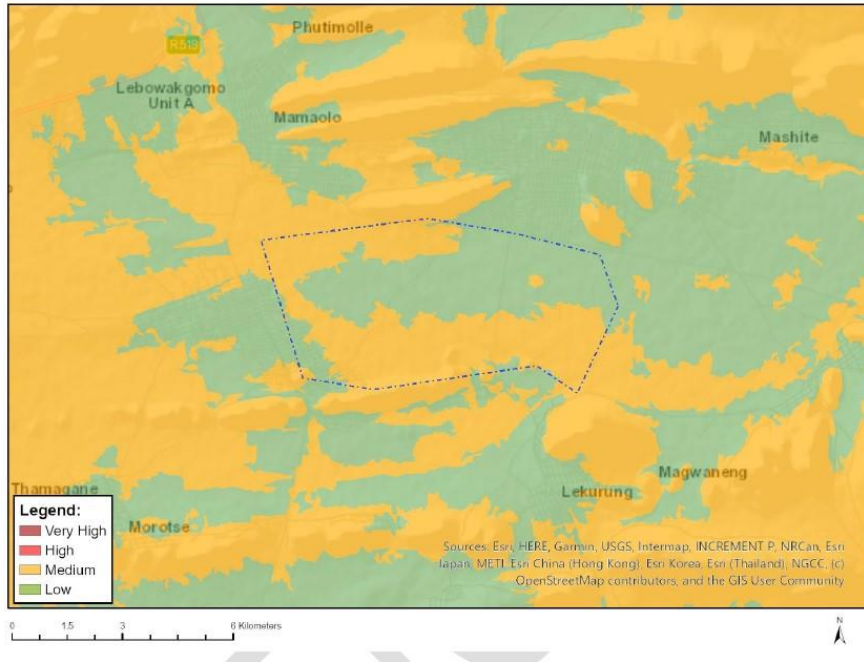 Phutimolle
R518
Lebowakgomo
Unit A
Mamaolo
Mashite
Thamagane
Morotse
Lekurung
Magwaneng
Legend:
Very High
High
Medium
Low
Sources: Esri, HERE, Garmin, USGS, Intermap, INCREMENT P, NRCan, Esri
Japan, METI, Esri China (Hong Kong), Esri Korea, Esri (Thailand), NGCC, (c)
OpenStreetMap contributors, and the GIS User Community
0 1.5 3 6 Kilometers
N